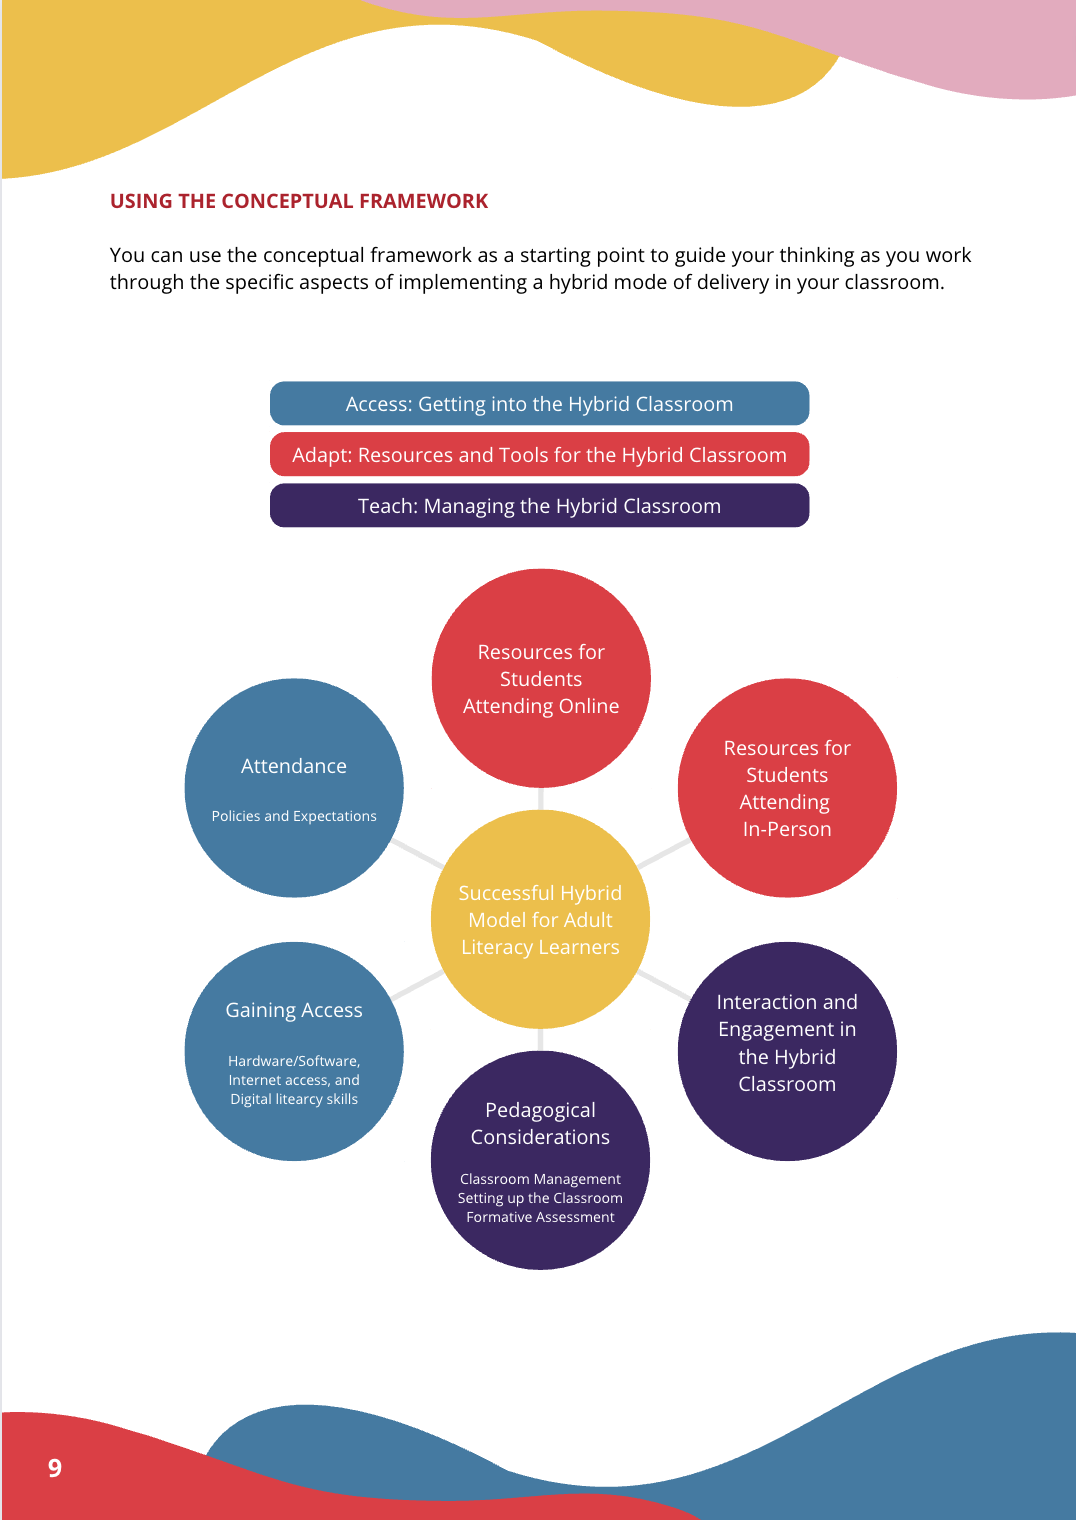 USING THE CONCEPTUAL FRAMEWORK
You can use the conceptual framework as a starting point to guide your thinking as you work
through the specific aspects of implementing a hybrid mode of delivery in your classroom.
Access: Getting into the Hybrid Classroom
Adapt: Resources and Tools for the Hybrid Classroom
Teach: Managing the Hybrid Classroom
Resources for
Students
Attending Online
Attendance
Policies and Expectations
Resources for
Students
Attending
In-Person
Successful Hybrid
Model for Adult
Literacy Learners
Gaining Access
Hardware/Software,
Internet access, and
Digital litearcy skills
Interaction and
Engagement in
the Hybrid
Classroom
Pedagogical
Considerations
Classroom Management
Setting up the Classroom
Formative Assessment
9